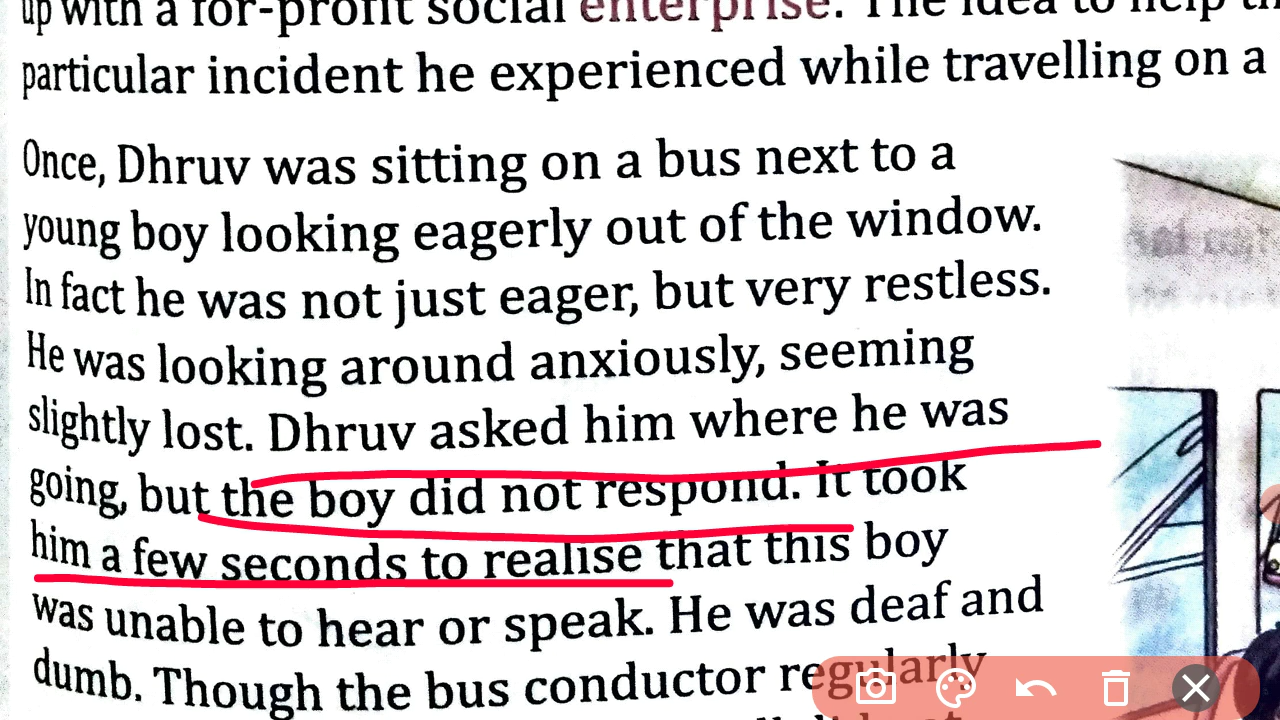 up with a for-profit social enterprise. The idea to help
particular incident he experienced while travelling on a
Once, Dhruv was sitting on a bus next to a
young boy looking eagerly out of the window.
In fact he was not just eager, but very restless.
He was looking around anxiously, seeming
slightly lost. Dhruv asked him where he was
going, but the boy did not respond. It took
him a few seconds to realise that this boy
was unable to hear or speak. He was deaf and
dumb. Though the bus conductor regularly